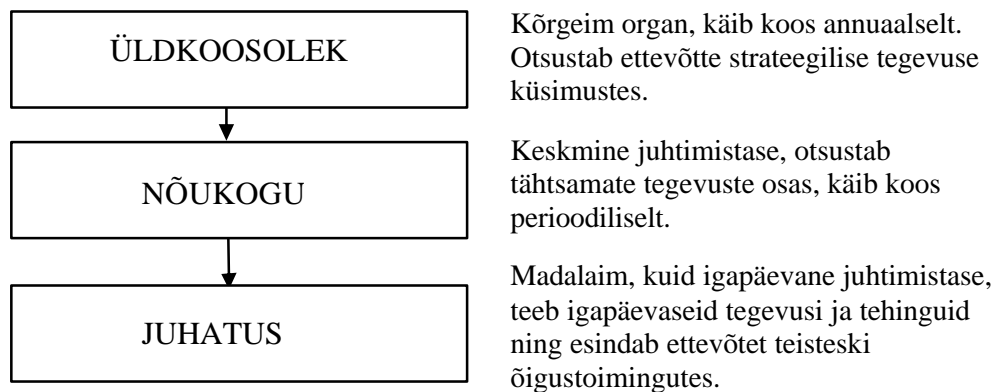 ÜLDKOOSOLEK
Kõrgeim organ, käib koos annuaalselt.
Otsustab ettevõtte strateegilise tegevuse
küsimustes.
NÕUKOGU
Keskmine juhtimistase, otsustab
tähtsamate tegevuste osas, käib koos
perioodiliselt.
JUHATUS
Madalaim, kuid igapäevane juhtimistase,
teeb igapäevaseid tegevusi ja tehinguid
ning esindab ettevõtet teisteski
õigustoimingutes.